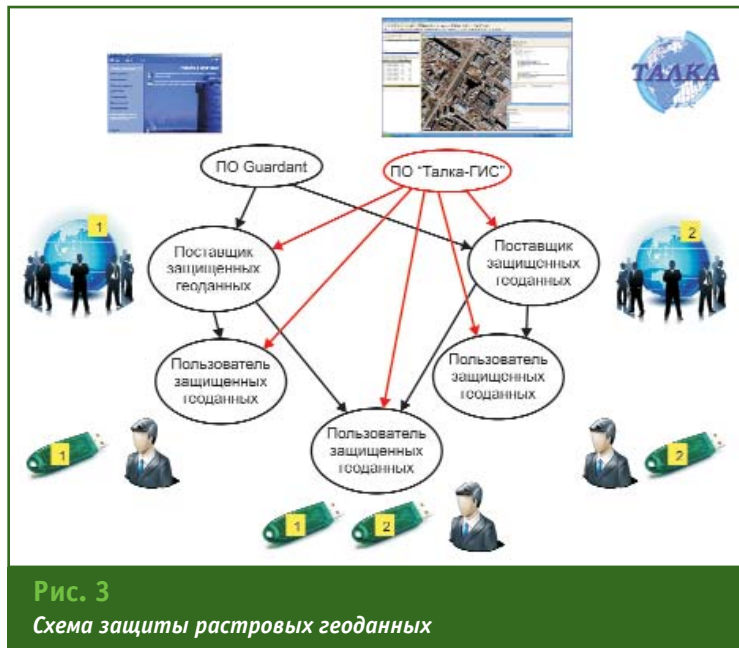 ТАЛКА
ПО Guardant
ПО "Талка-ГИС"
1
2
Поставщик
защищенных
геоданных
Поставщик
защищенных
геоданных
Пользователь
защищенных
геоданных
Пользователь
защищенных
геоданных
Пользователь
защищенных
геоданных
1
2
1
2
Рис. 3
Схема защиты растровых геоданных